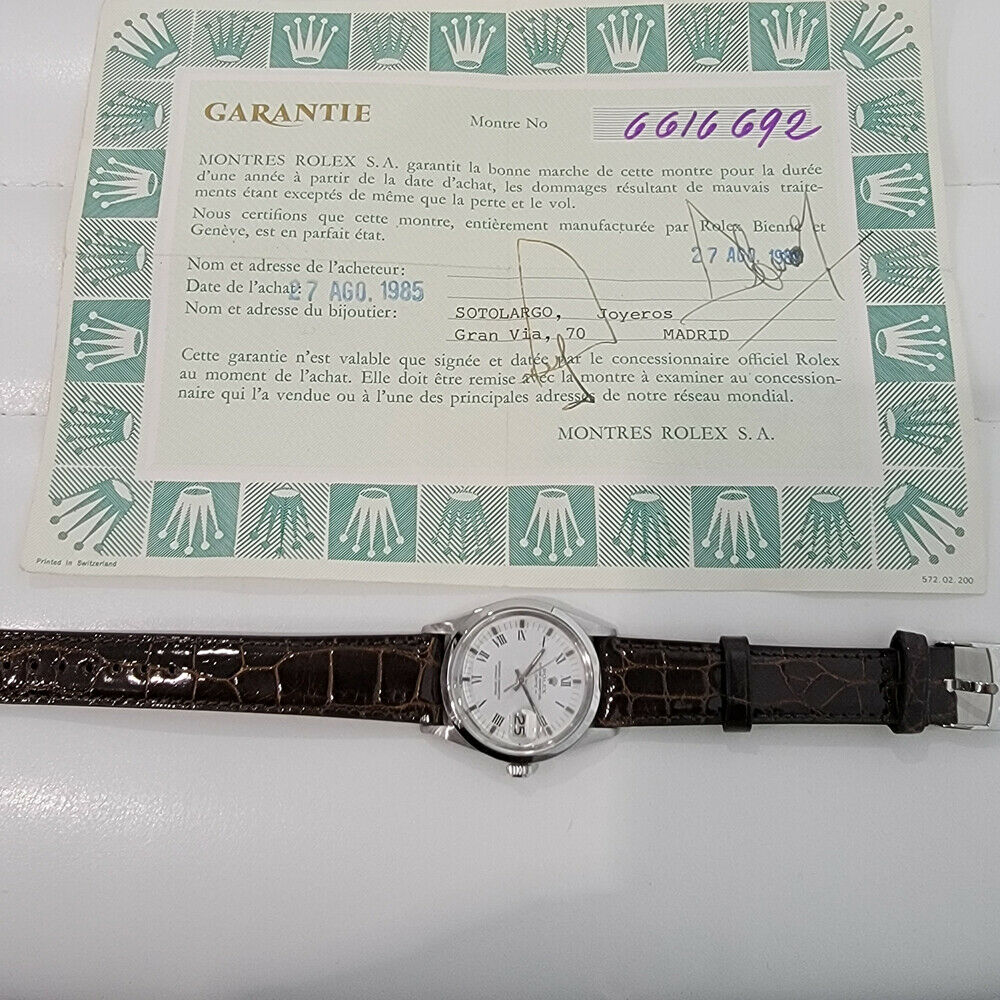 GARANTIE
Montre No 6616692
MONTRES ROLEX S.A. garantit la bonne marche de cette montre pour la durée
d'une année à partir de la date d'achat, les dommages résultant de mauvais traite-
ments étant exceptés de même que la perte et le vol.
Nous certifions que cette montre, entièrement manufacturée par Rolex Bienne et
Genève, est en parfait état.
27 AGO. 1985
Nom et adresse de l'acheteur:
Date de l'achat: 27 AGO. 1985
Nom et adresse du bijoutier: SOTOLARGO, Joyeros
Gran Via, 70 MADRID
Cette garantie n'est valable que signée et datée par le concessionnaire officiel Rolex
au moment de l'achat. Elle doit être remise avec la montre à examiner au concession-
naire qui l'a vendue ou à l'une des principales adresses de notre réseau mondial.
MONTRES ROLEX S.A.
Printed in Switzerland
572.02.200
ROLEX
25